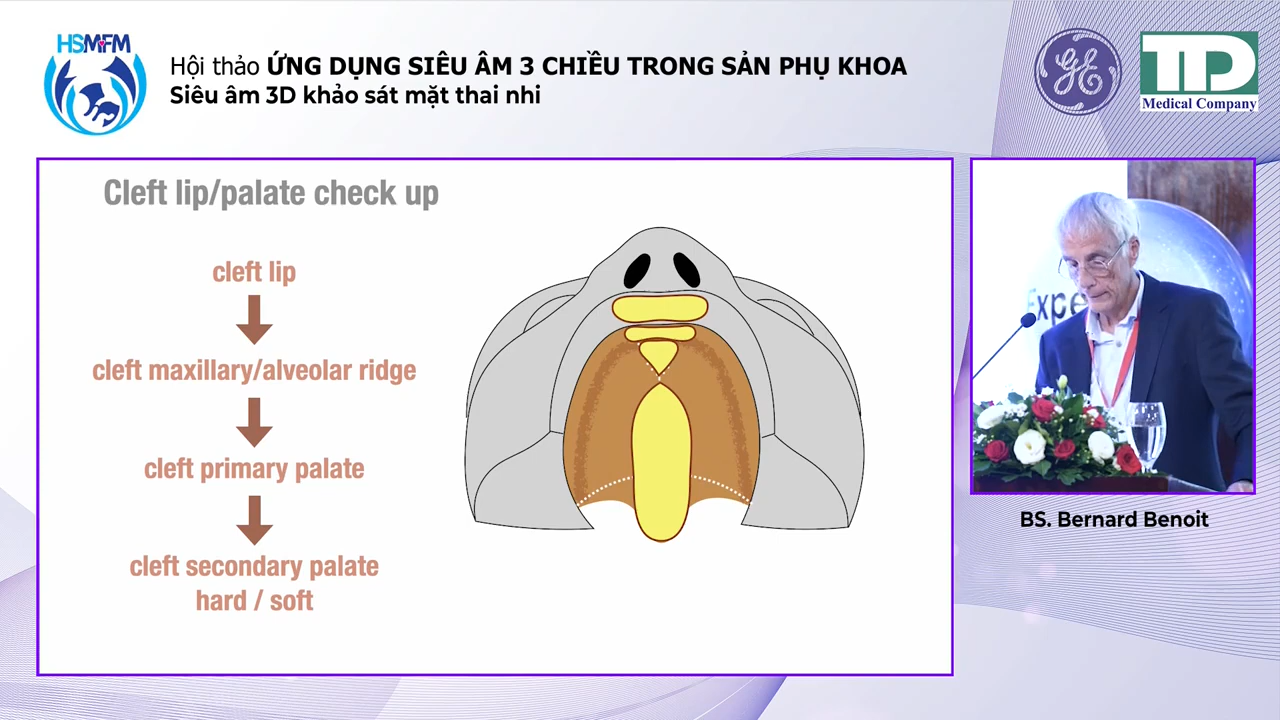 HSMFM
Hội thảo ỨNG DỤNG SIÊU ÂM 3 CHIỀU TRONG SẢN PHỤ KHOA
Siêu âm 3D khảo sát mặt thai nhi
GE
TD
Medical Company
Cleft lip/palate check up
cleft lip
cleft maxillary/alveolar ridge
cleft primary palate
cleft secondary palate
hard / soft
Expe
BS. Bernard Benoit